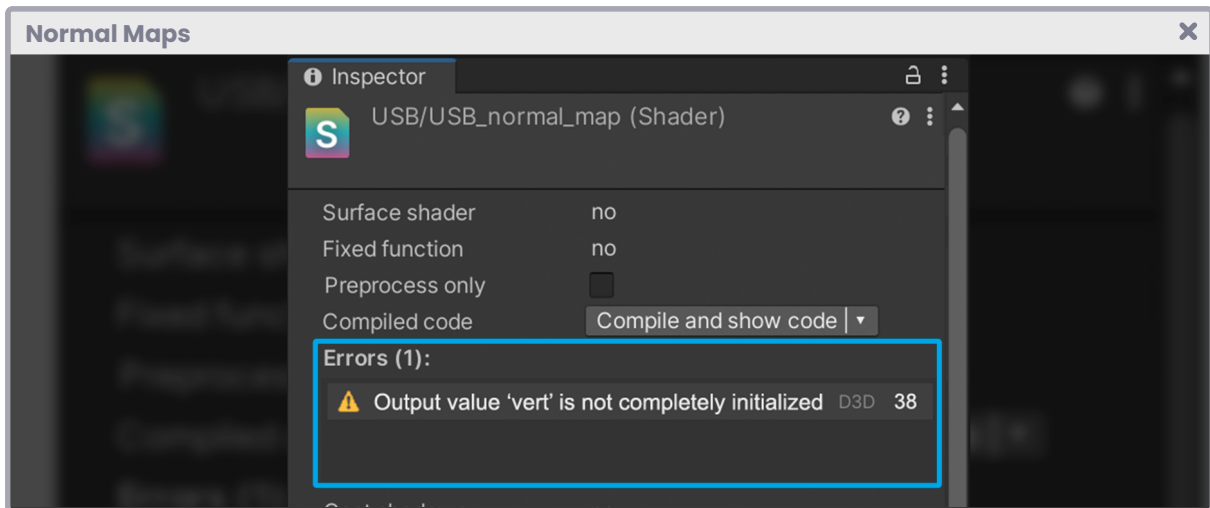 Normal Maps
Inspector
USB/USB_normal_map (Shader)
S
Surface shader no
Fixed function no
Preprocess only
Compiled code Compile and show code
Errors (1):
Output value ‘vert’ is not completely initialized D3D 38